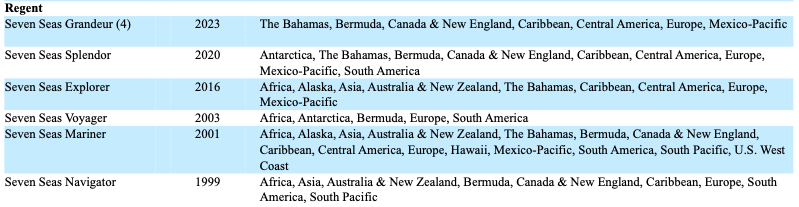 Regent
Seven Seas Grandeur (4) 2023 The Bahamas, Bermuda, Canada & New England, Caribbean, Central America, Europe, Mexico-Pacific
Seven Seas Splendor 2020 Antarctica, The Bahamas, Bermuda, Canada & New England, Caribbean, Central America, Europe,
Mexico-Pacific, South America
Seven Seas Explorer 2016 Africa, Alaska, Asia, Australia & New Zealand, The Bahamas, Caribbean, Central America, Europe,
Mexico-Pacific
Seven Seas Voyager 2003 Africa, Antarctica, Bermuda, Europe, South America
Seven Seas Mariner 2001 Africa, Alaska, Asia, Australia & New Zealand, The Bahamas, Bermuda, Canada & New England,
Caribbean, Central America, Europe, Hawaii, Mexico-Pacific, South America, South Pacific, U.S. West
Coast
Seven Seas Navigator 1999 Africa, Asia, Australia & New Zealand, Bermuda, Canada & New England, Caribbean, Europe, South
America, South Pacific